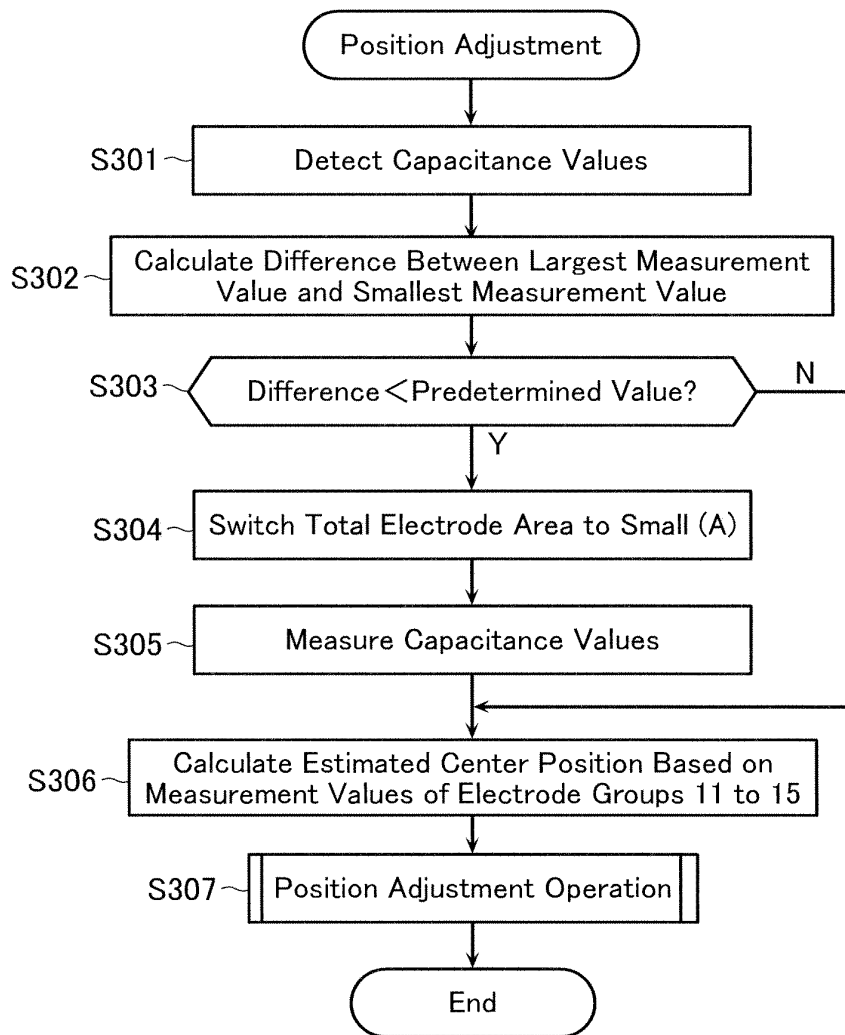 Position Adjustment
S301
Detect Capacitance Values
S302
Calculate Difference Between Largest Measurement
Value and Smallest Measurement Value
S303
Difference＜Predetermined Value?
N
Y
S304
Switch Total Electrode Area to Small (A)
S305
Measure Capacitance Values
S306
Calculate Estimated Center Position Based on
Measurement Values of Electrode Groups 11 to 15
S307
Position Adjustment Operation
End